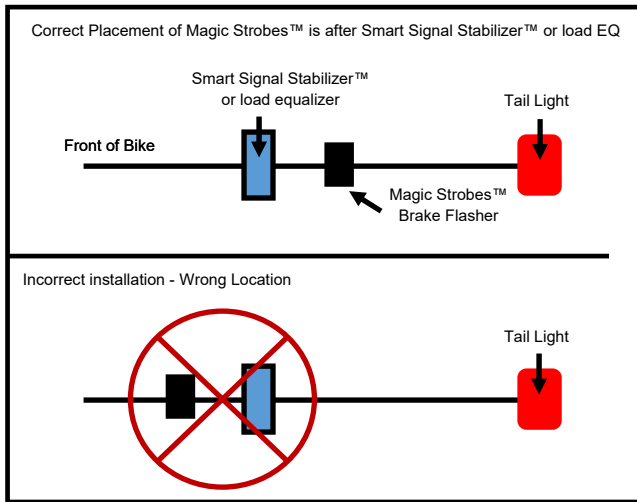 Correct Placement of Magic Strobes™ is after Smart Signal Stabilizer™ or load EQ
Smart Signal Stabilizer™
or load equalizer
Tail Light
Front of Bike
Magic Strobes™
Brake Flasher
Incorrect installation - Wrong Location
Tail Light